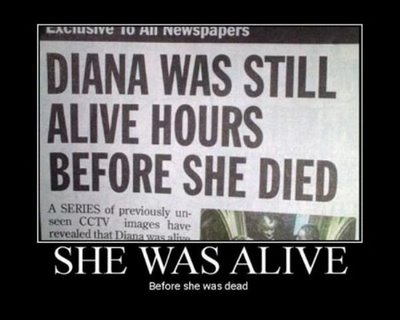 Exclusive To All Newspapers
DIANA WAS STILL
ALIVE HOURS
BEFORE SHE DIED
A SERIES of previously un-
seen CCTV images have
revealed that Diana was alive
SHE WAS ALIVE
Before she was dead